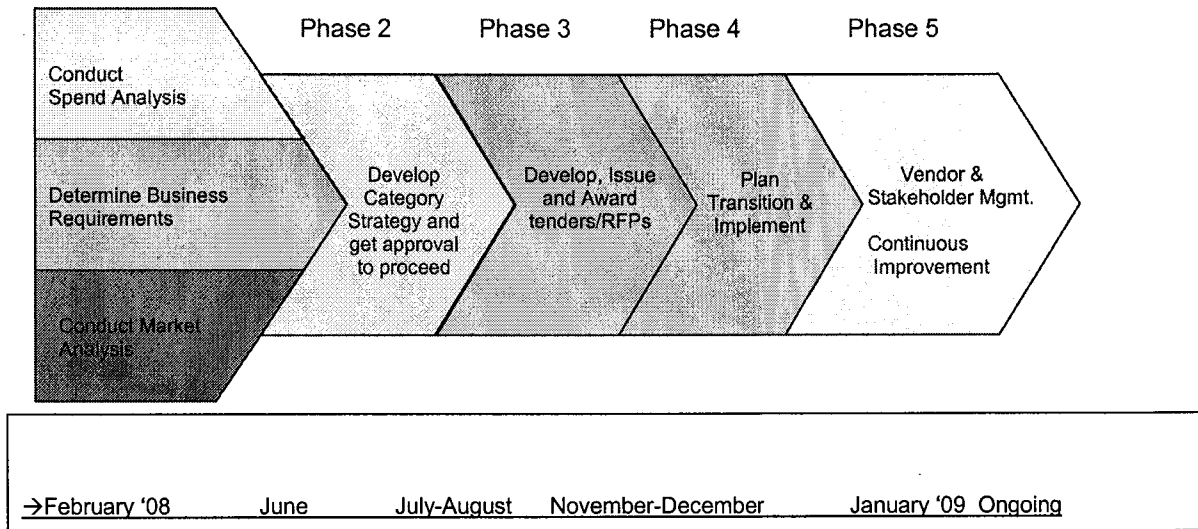 Phase 2 Phase 3 Phase 4 Phase 5
Conduct
Spend Analysis
Determine Business
Requirements
Conduct Market
Analysis
Develop
Category
Strategy and
get approval
to proceed
Develop, Issue
and Award
tenders/RFPs
Plan
Transition &
Implement
Vendor &
Stakeholder Mgmt.
Continuous
Improvement
→February '08 June July-August November-December January '09 Ongoing